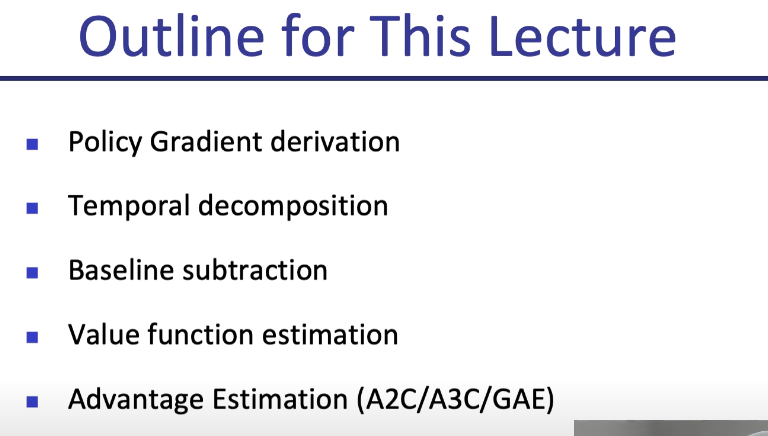 Outline for This Lecture
Policy Gradient derivation
Temporal decomposition
Baseline subtraction
Value function estimation
Advantage Estimation (A2C/A3C/GAE)